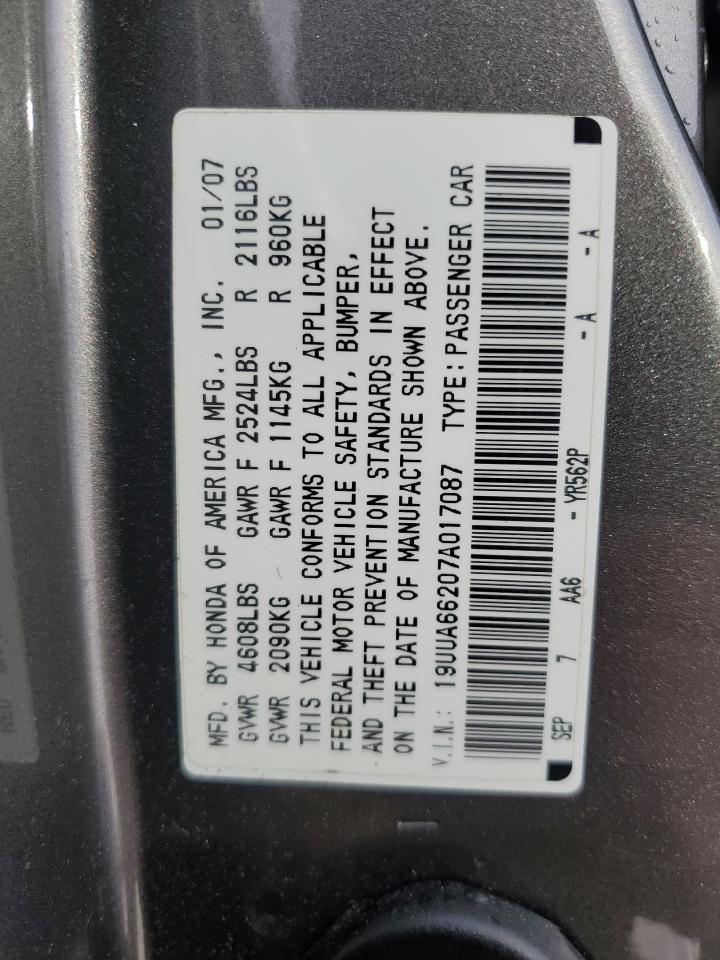 MFD. BY HONDA OF AMERICA MFG., INC. 01/07
GVWR 4608LBS GAWR F 2524LBS R 2116LBS
GVWR 2090KG GAWR F 1145KG R 960KG
THIS VEHICLE CONFORMS TO ALL APPLICABLE
FEDERAL MOTOR VEHICLE SAFETY, BUMPER,
AND THEFT PREVENTION STANDARDS IN EFFECT
ON THE DATE OF MANUFACTURE SHOWN ABOVE.
V.I.N.: 19UUA66207A017087 TYPE: PASSENGER CAR
SEP 7 AA6 - YR562P - A - A